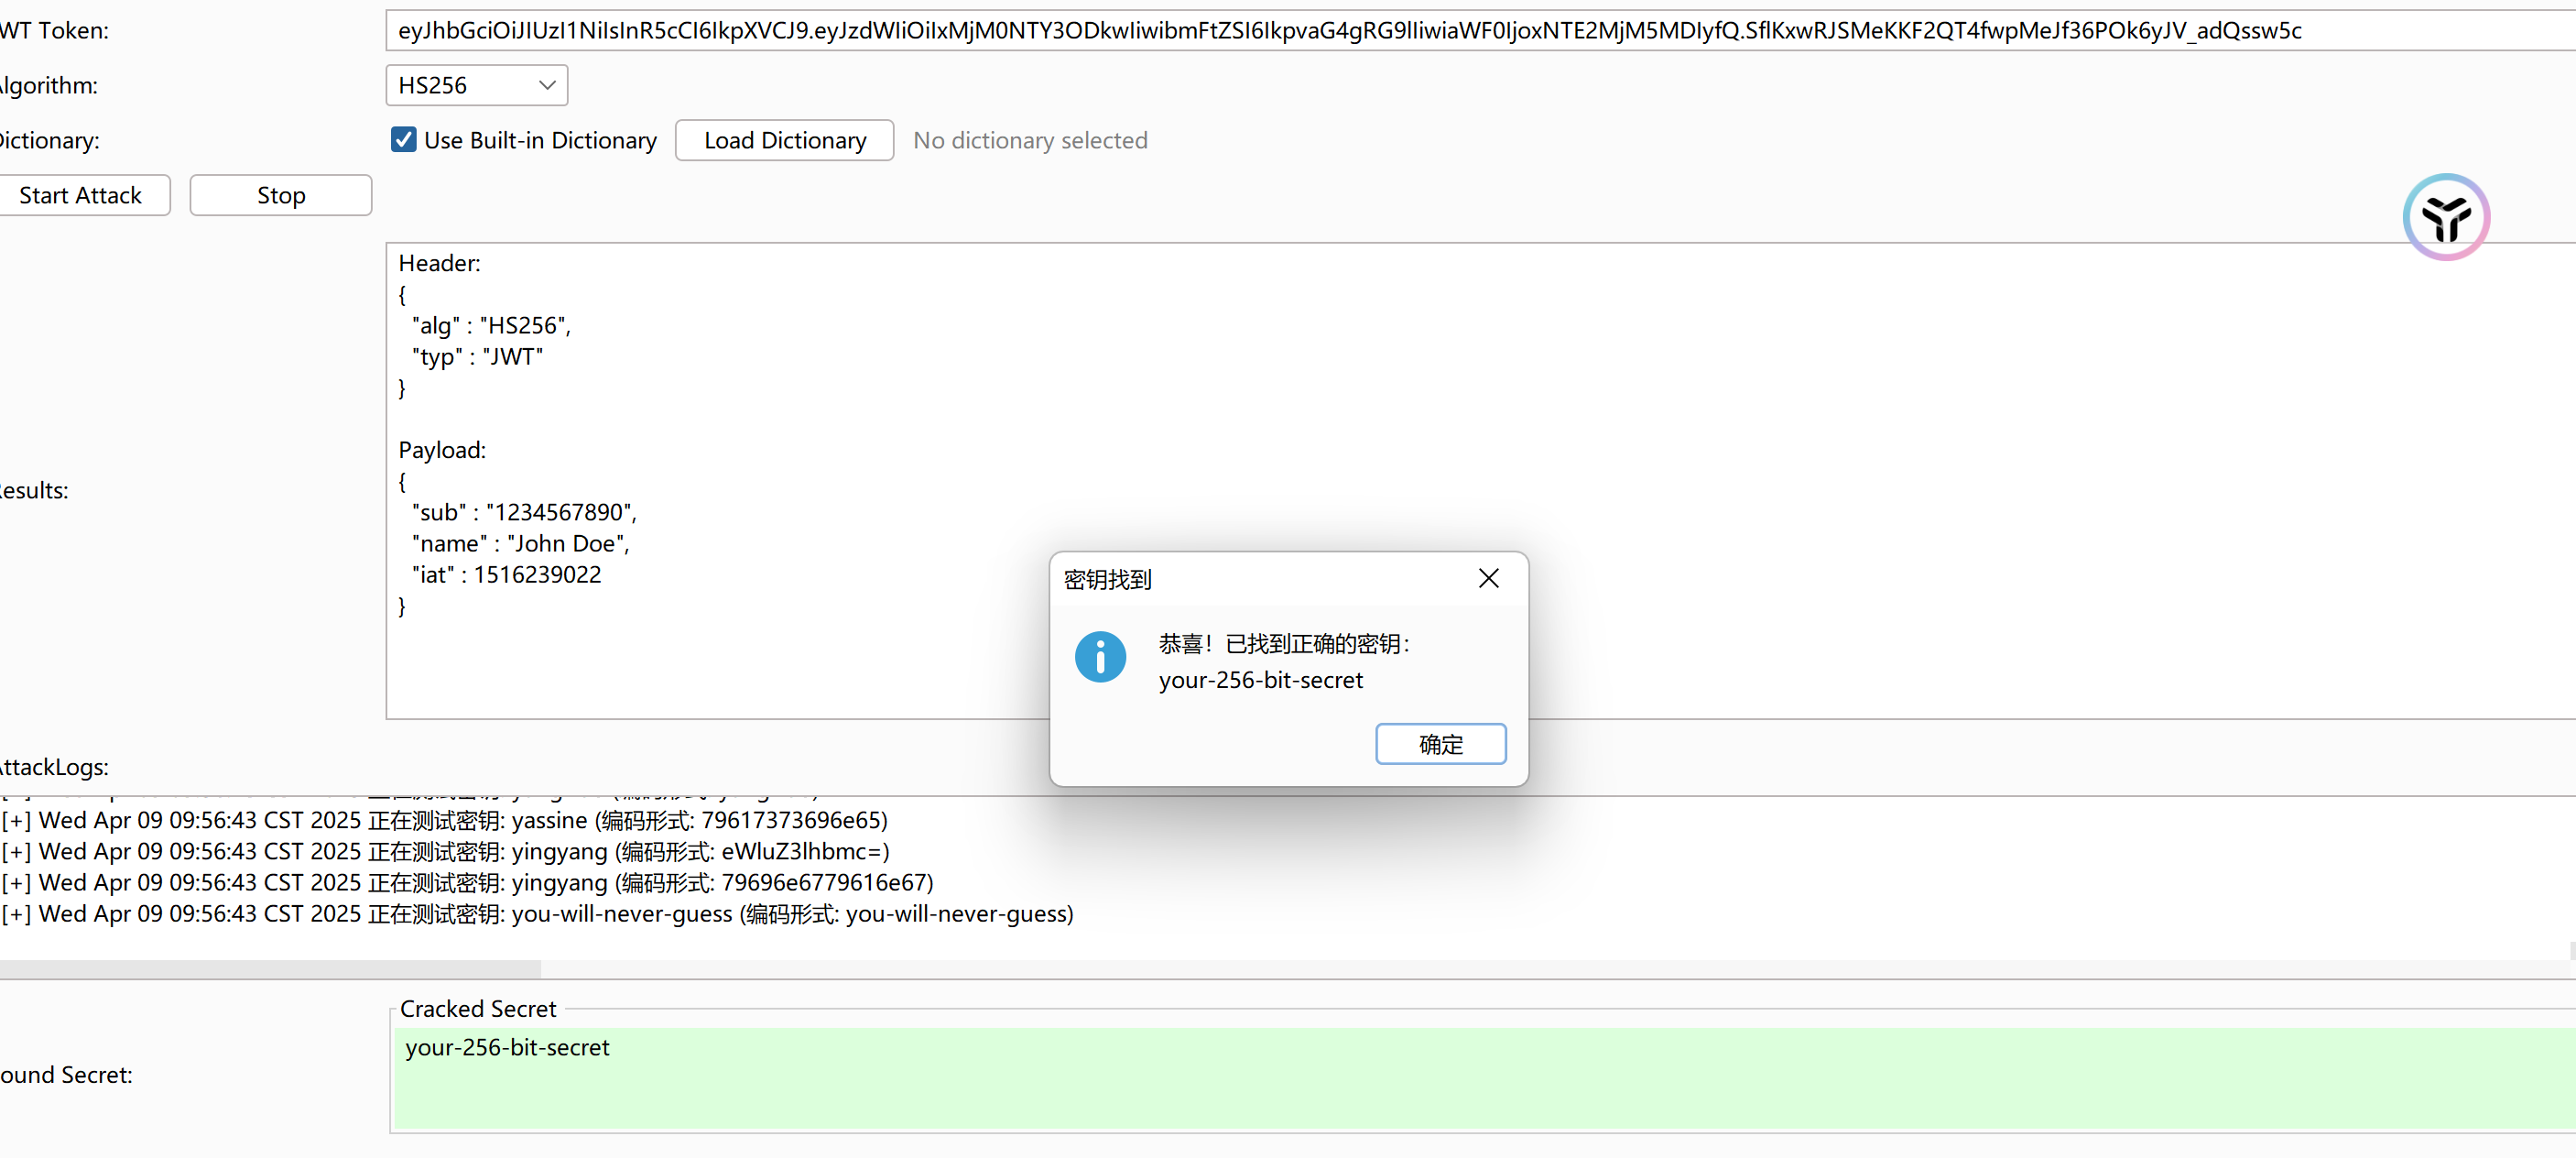 WT Token:
eyJhbGciOiJIUzI1NiIsInR5cCI6IkpXVCJ9.eyJzdWIiOiIxMjM0NTY3ODkwIiwibmFtZSI6IkpvaG4gRG9lIiwiaWF0IjoxNTE2MjM5MDIyfQ.SflKxwRJSMeKKF2QT4fwpMeJf36POk6yJV_adQssw5c
Algorithm:
HS256
Dictionary:
Use Built-in Dictionary
Load Dictionary
No dictionary selected
Start Attack
Stop
Results:
Header:
{
"alg" : "HS256",
"typ" : "JWT"
}
Payload:
{
"sub" : "1234567890",
"name" : "John Doe",
"iat" : 1516239022
}
密钥找到
恭喜！已找到正确的密钥：
your-256-bit-secret
确定
AttackLogs:
[+] Wed Apr 09 09:56:43 CST 2025 正在测试密钥: yassine (编码形式: 79617373696e65)
[+] Wed Apr 09 09:56:43 CST 2025 正在测试密钥: yingyang (编码形式: eWluZ3lhbmc=)
[+] Wed Apr 09 09:56:43 CST 2025 正在测试密钥: yingyang (编码形式: 79696e6779616e67)
[+] Wed Apr 09 09:56:43 CST 2025 正在测试密钥: you-will-never-guess (编码形式: you-will-never-guess)
Cracked Secret
your-256-bit-secret
ound Secret: